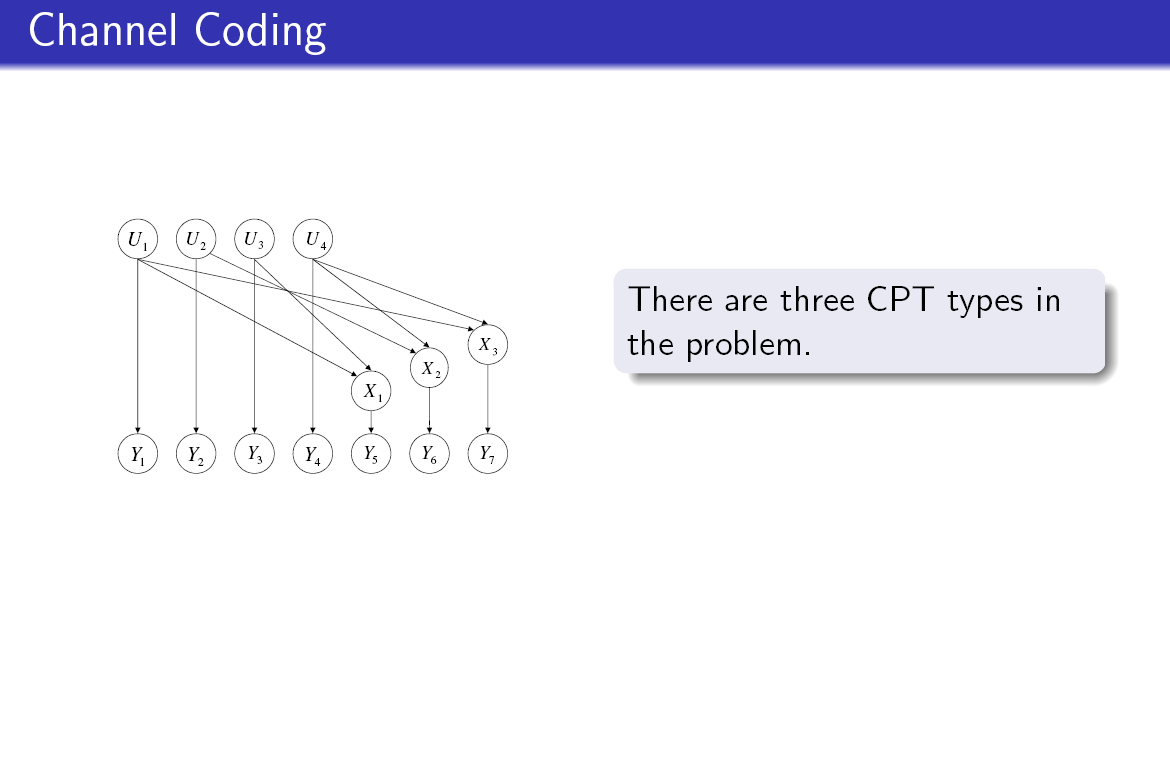 Channel Coding
U1 U2 U3 U4
There are three CPT types in
the problem.
X3
X2
X1
Y1 Y2 Y3 Y4 Y5 Y6 Y7